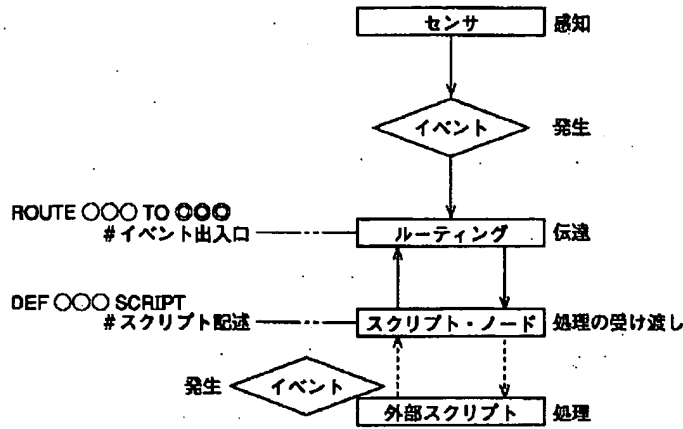 センサ 感知
イベント 発生
ROUTE ○○○ TO ◎◎◎
#イベント出入口
ルーティング 伝達
DEF ○○○ SCRIPT
#スクリプト記述
スクリプト・ノード 処理の受け渡し
発生 イベント
外部スクリプト 処理